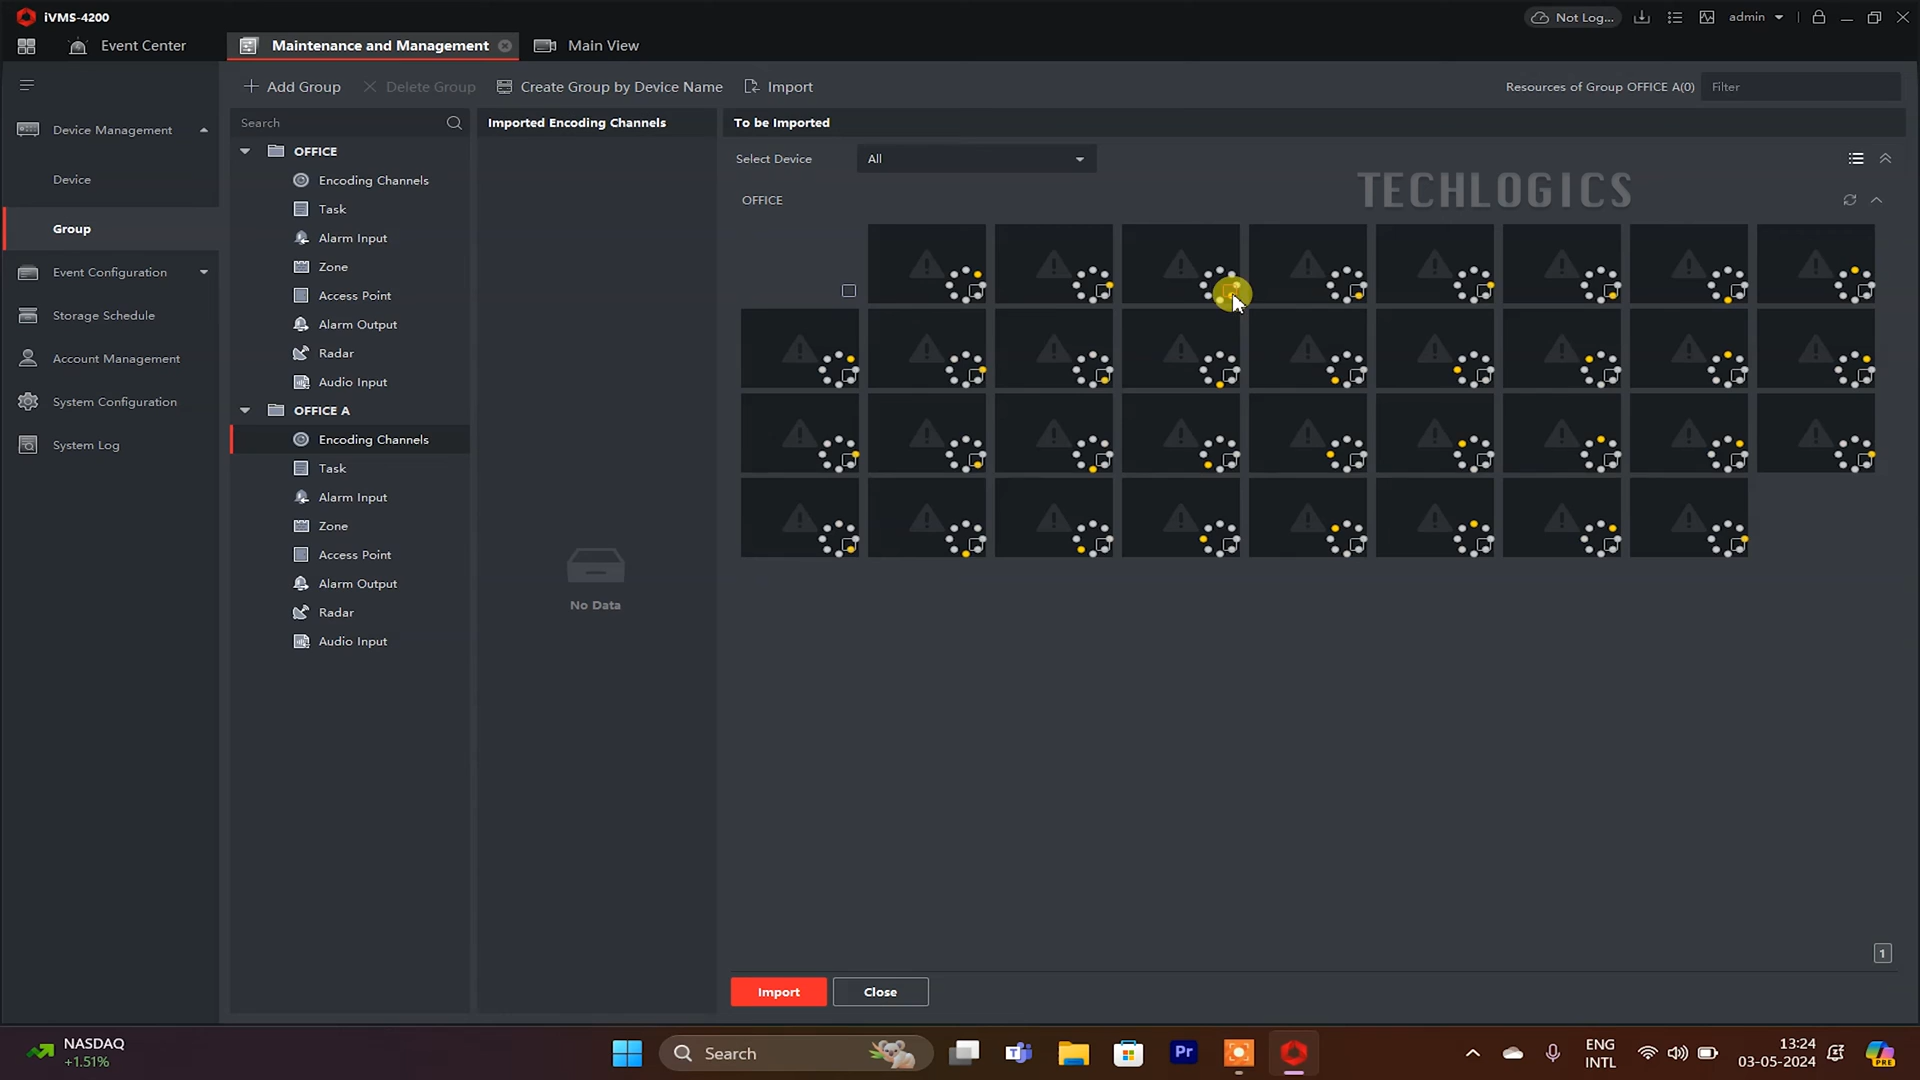 iVMS-4200
Not Log...
admin
Event Center
Maintenance and Management
Main View
Add Group
Delete Group
Create Group by Device Name
Import
Resources of Group OFFICE A(0)
Filter
Device Management
Device
Group
Event Configuration
Storage Schedule
Account Management
System Configuration
System Log
Search
OFFICE
Encoding Channels
Task
Alarm Input
Zone
Access Point
Alarm Output
Radar
Audio Input
OFFICE A
Encoding Channels
Task
Alarm Input
Zone
Access Point
Alarm Output
Radar
Audio Input
Imported Encoding Channels
No Data
To be Imported
Select Device
All
TECHLOGICS
OFFICE
1
Import
Close
NASDAQ
+1.51%
Search
Pr
ENG
INTL
13:24
03-05-2024
PRE